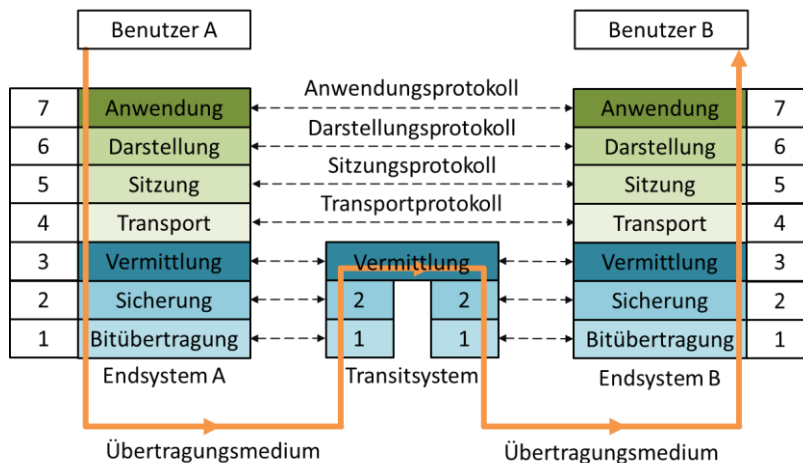 Benutzer A
Benutzer B
Anwendungsprotokoll
7 Anwendung Anwendung 7
Darstellungsprotokoll
6 Darstellung Darstellung 6
Sitzungsprotokoll
5 Sitzung Sitzung 5
Transportprotokoll
4 Transport Transport 4
3 Vermittlung Vermittlung Vermittlung 3
2 Sicherung 2 2 Sicherung 2
1 Bitübertragung 1 1 Bitübertragung 1
Endsystem A Transitsystem Endsystem B
Übertragungsmedium Übertragungsmedium